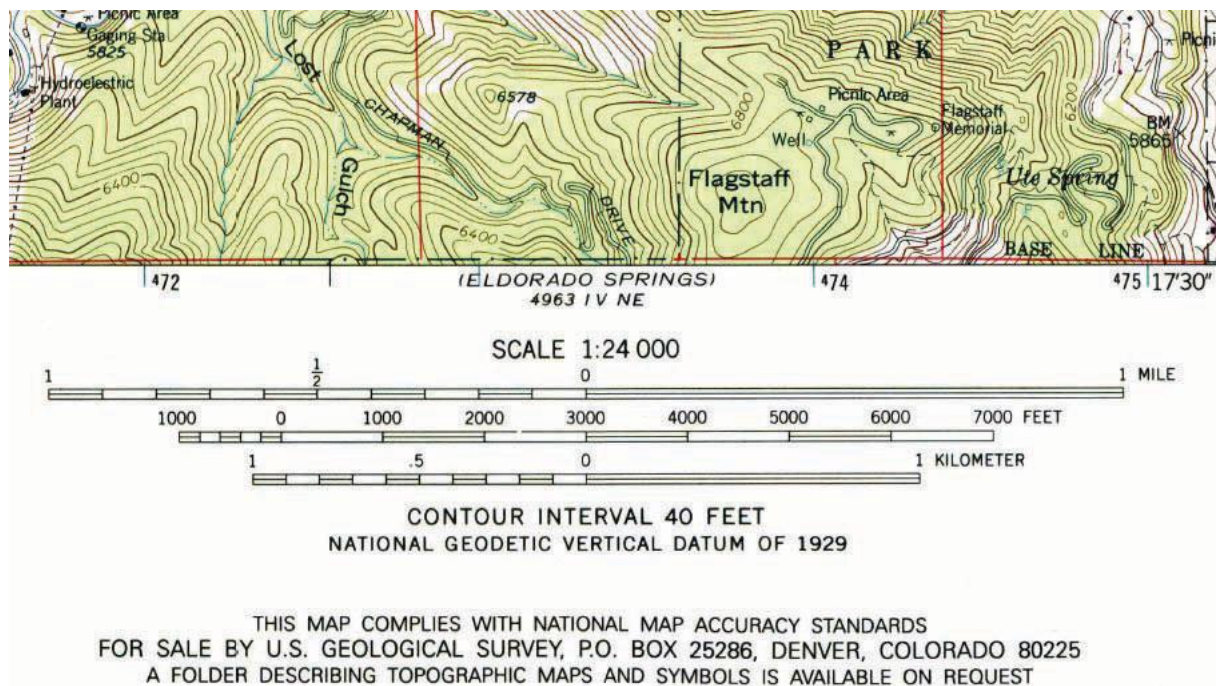 Picnic Area
Gaging Sta
5825
Hydroelectric
Plant
Lost
Gulch
CHAPMAN
DRIVE
6578
6400
6400
PARK
6800
Picnic Area
Well
Flagstaff
Mtn
Flagstaff
Memorial
6200
BM
5865
Ute Spring
BASE LINE
472
(ELDORADO SPRINGS)
4963 IV NE
474
475
17'30"
SCALE 1:24 000
1 1/2 0 1 MILE
1000 0 1000 2000 3000 4000 5000 6000 7000 FEET
1 .5 0 1 KILOMETER
CONTOUR INTERVAL 40 FEET
NATIONAL GEODETIC VERTICAL DATUM OF 1929
THIS MAP COMPLIES WITH NATIONAL MAP ACCURACY STANDARDS
FOR SALE BY U.S. GEOLOGICAL SURVEY, P.O. BOX 25286, DENVER, COLORADO 80225
A FOLDER DESCRIBING TOPOGRAPHIC MAPS AND SYMBOLS IS AVAILABLE ON REQUEST